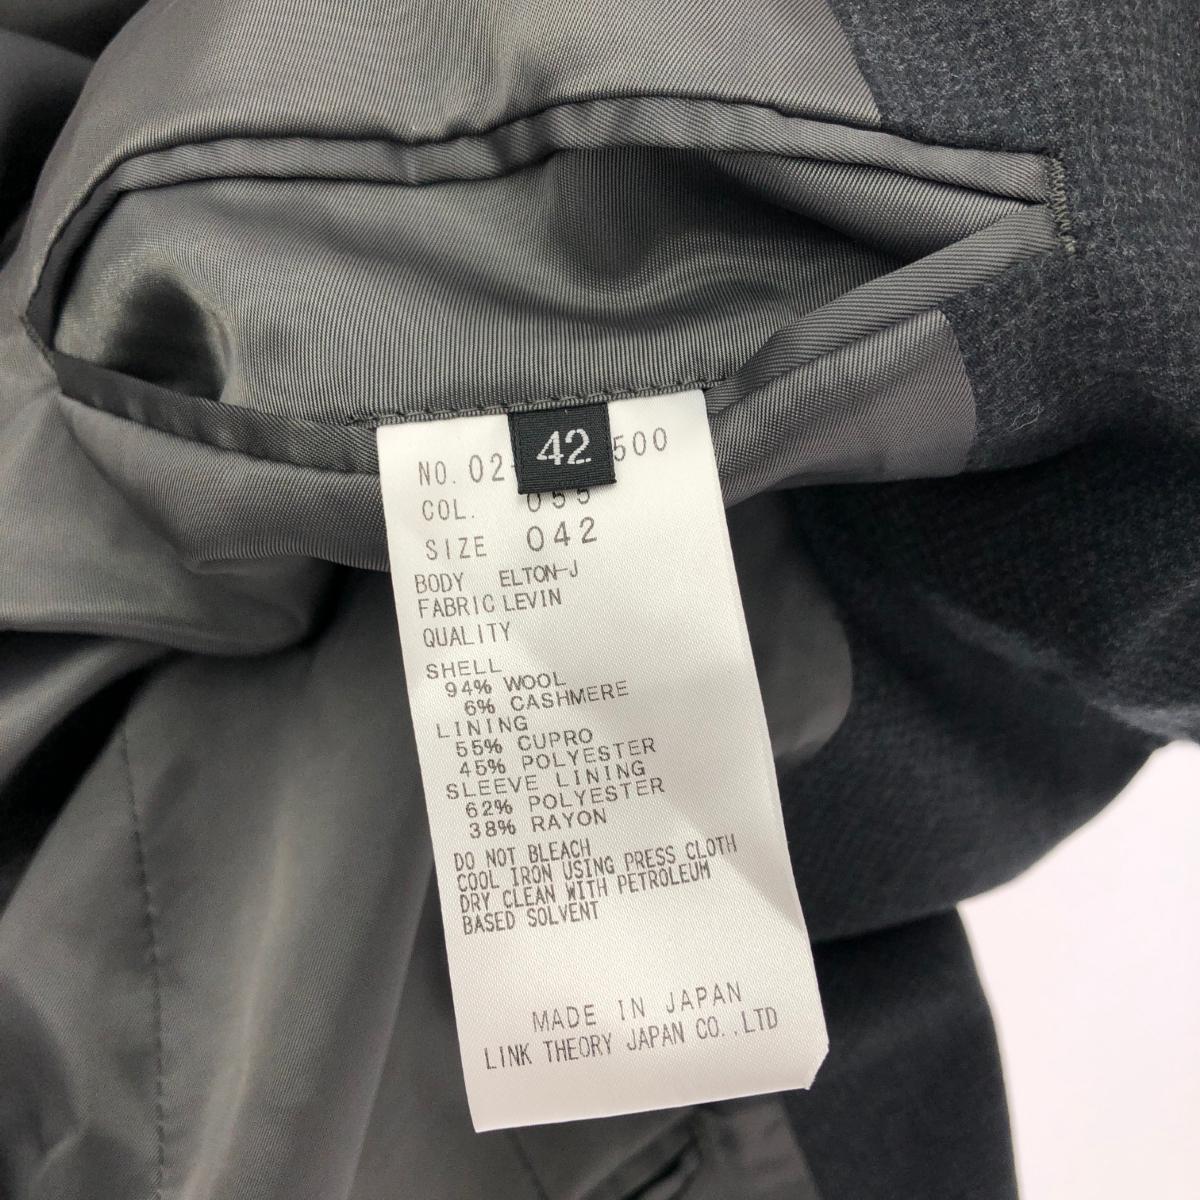 42
NO. 02 500
COL. 055
SIZE 042
BODY ELTON-J
FABRIC LEVIN
QUALITY
SHELL
94% WOOL
6% CASHMERE
LINING
55% CUPRO
45% POLYESTER
SLEEVE LINING
62% POLYESTER
38% RAYON
DO NOT BLEACH
COOL IRON USING PRESS CLOTH
DRY CLEAN WITH PETROLEUM
BASED SOLVENT
MADE IN JAPAN
LINK THEORY JAPAN CO.,LTD